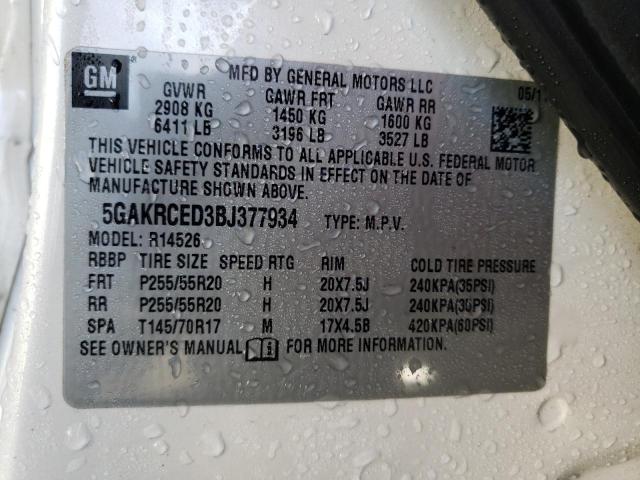 GM
MFD BY GENERAL MOTORS LLC
05/1
GVWR GAWR FRT GAWR RR
2908 KG 1450 KG 1600 KG
6411 LB 3196 LB 3527 LB
THIS VEHICLE CONFORMS TO ALL APPLICABLE U.S. FEDERAL MOTOR
VEHICLE SAFETY STANDARDS IN EFFECT ON THE DATE OF
MANUFACTURE SHOWN ABOVE.
5GAKRCED3BJ377934 TYPE: M.P.V.
MODEL: R14526
RBBP TIRE SIZE SPEED RTG RIM COLD TIRE PRESSURE
FRT P255/55R20 H 20X7.5J 240KPA(35PSI)
RR P255/55R20 H 20X7.5J 240KPA(35PSI)
SPA T145/70R17 M 17X4.5B 420KPA(60PSI)
SEE OWNER'S MANUAL FOR MORE INFORMATION.